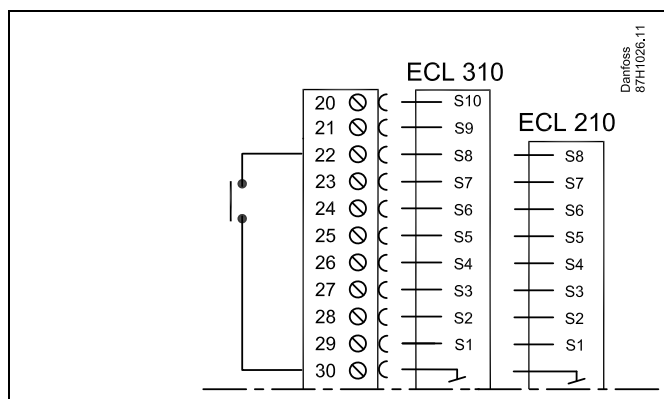 Danfoss
87H1026.11
ECL 310
ECL 210
20 S10
21 S9
22 S8 S8
23 S7 S7
24 S6 S6
25 S5 S5
26 S4 S4
27 S3 S3
28 S2 S2
29 S1 S1
30